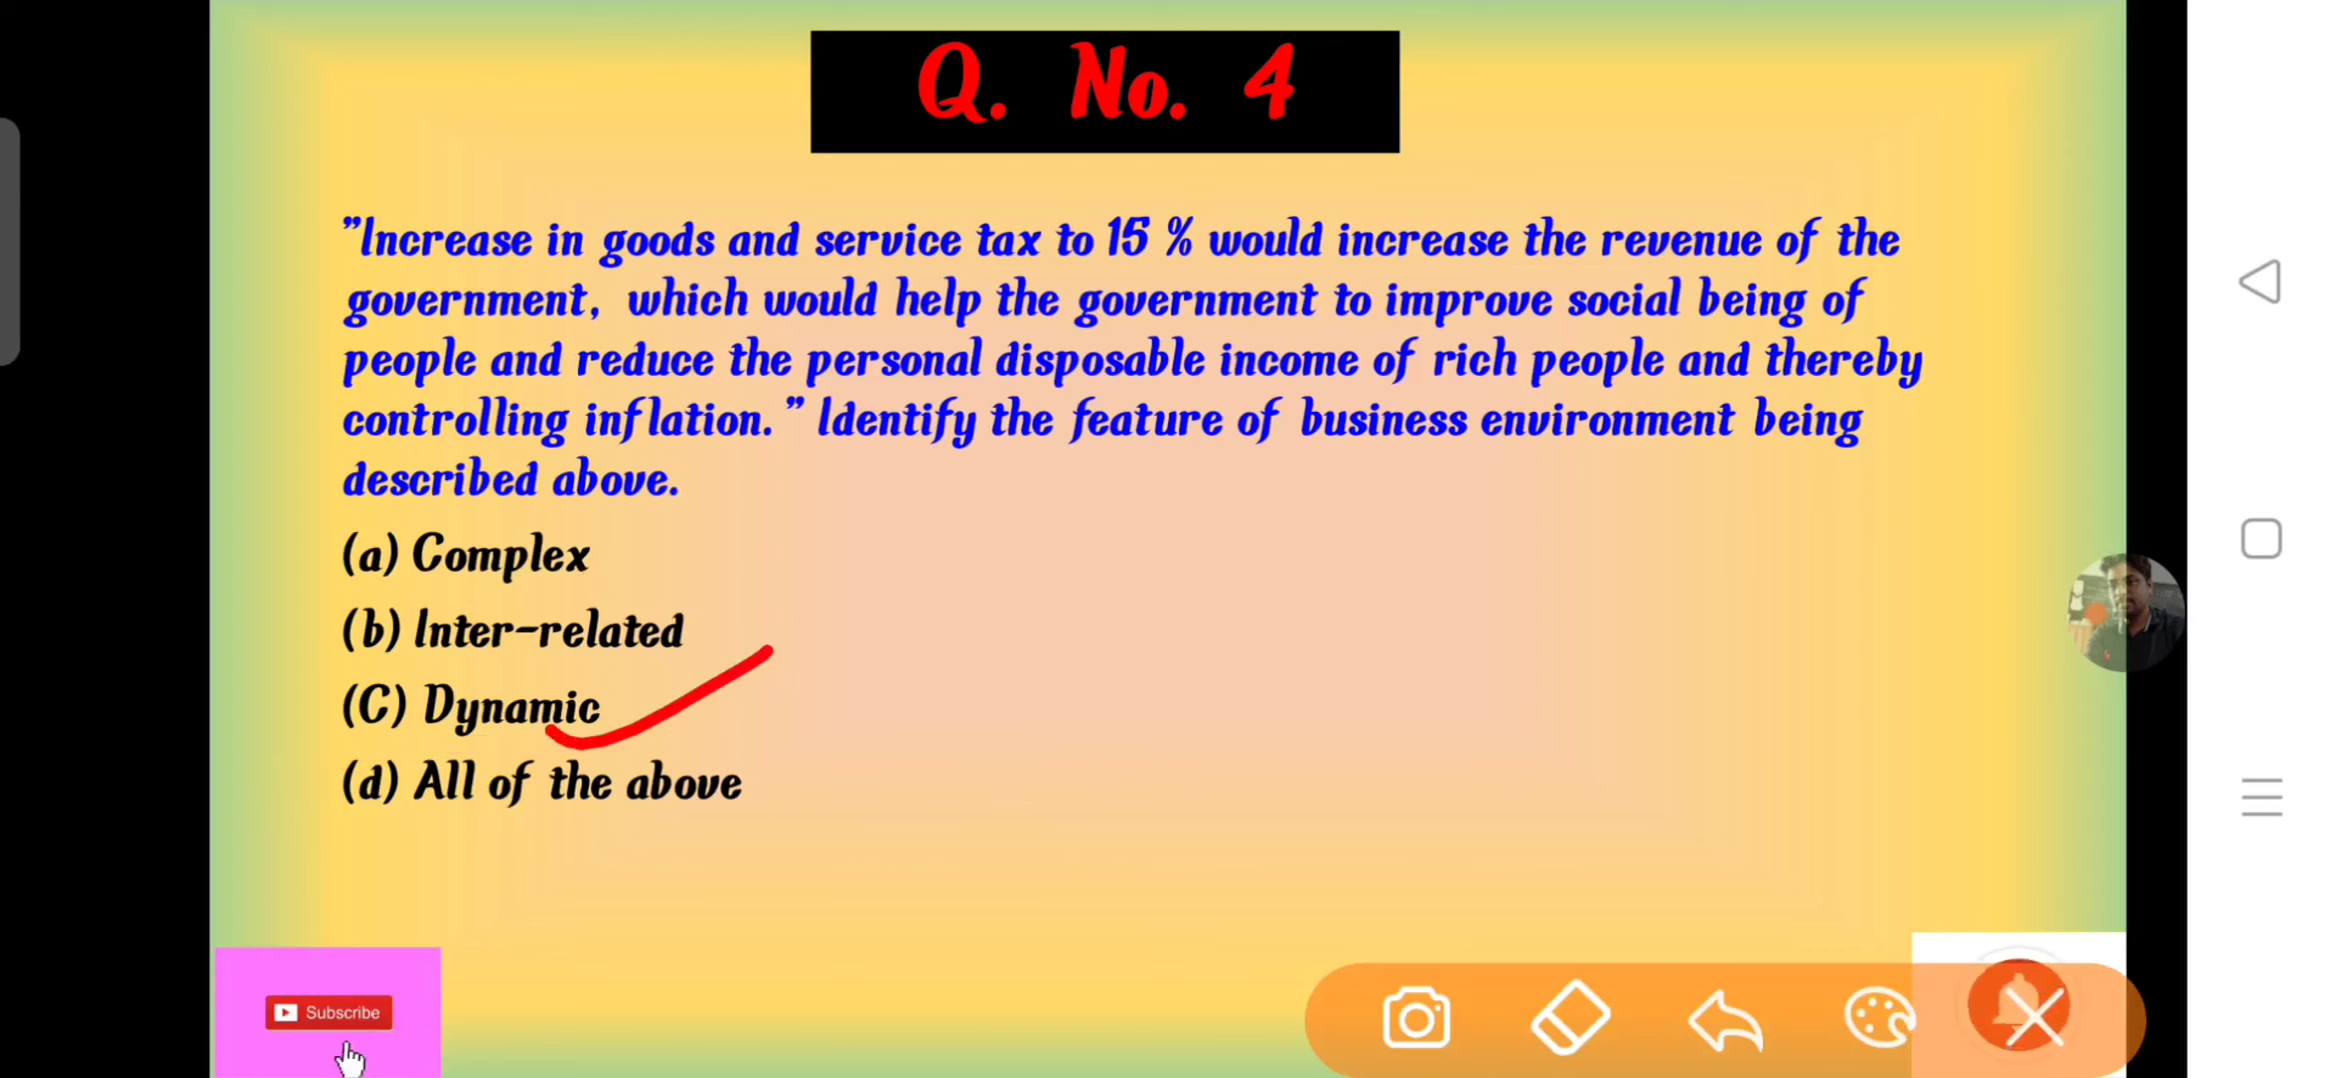 Q. No. 4
"Increase in goods and service tax to 15 % would increase the revenue of the
government, which would help the government to improve social being of
people and reduce the personal disposable income of rich people and thereby
controlling inflation. " Identify the feature of business environment being
described above.
(a) Complex
(b) Inter-related
(C) Dynamic
(d) All of the above
Subscribe